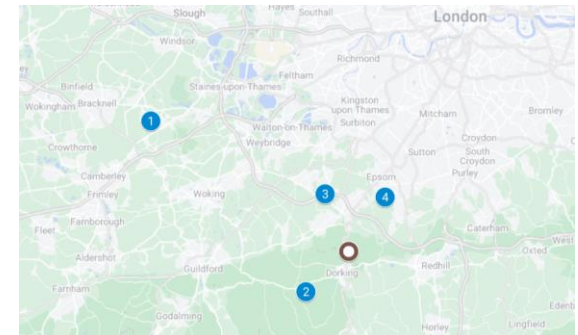 Slough
Hayes
Southall
London
Windsor
Richmond
Feltham
Binfield
Staines-upon-Thames
Wokingham
Bracknell
Kingston
upon Thames
Mitcham
Bromley
1
Walton-on-Thames
Surbiton
Crowthorne
Weybridge
Croydon
Sutton
South
Croydon
Camberley
Epsom
Purley
Frimley
Woking
3
4
Farnborough
Fleet
Caterham
Aldershot
Guildford
Dorking
Redhill
Oxted
West
Farnham
2
Edenb
Godalming
Horley
Lingfield